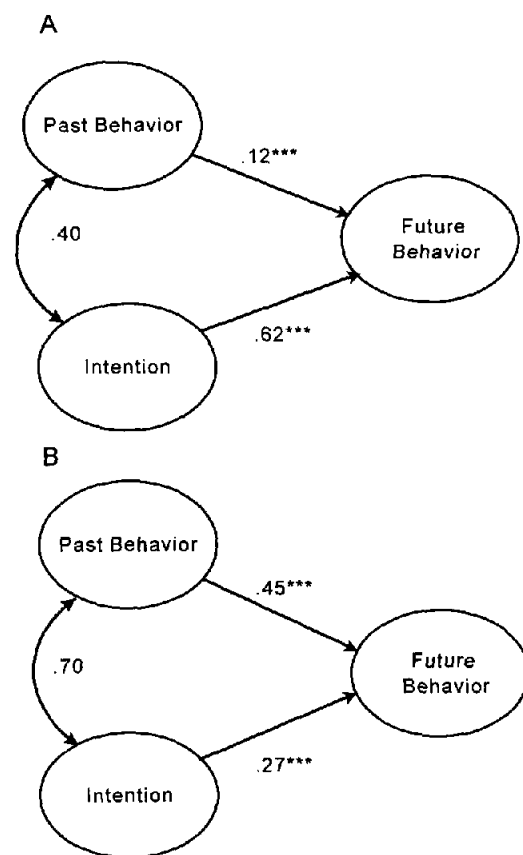 A
Past Behavior
.12***
.40
Future
Behavior
.62***
Intention
B
Past Behavior
.45***
.70
Future
Behavior
.27***
Intention